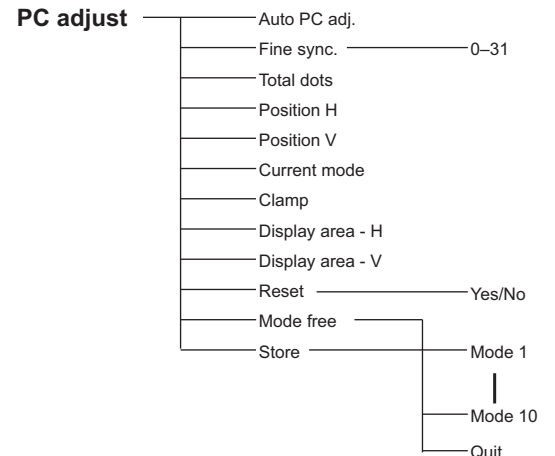 PC adjust
Auto PC adj.
Fine sync. 0–31
Total dots
Position H
Position V
Current mode
Clamp
Display area - H
Display area - V
Reset Yes/No
Mode free
Store Mode 1
Mode 10
Quit